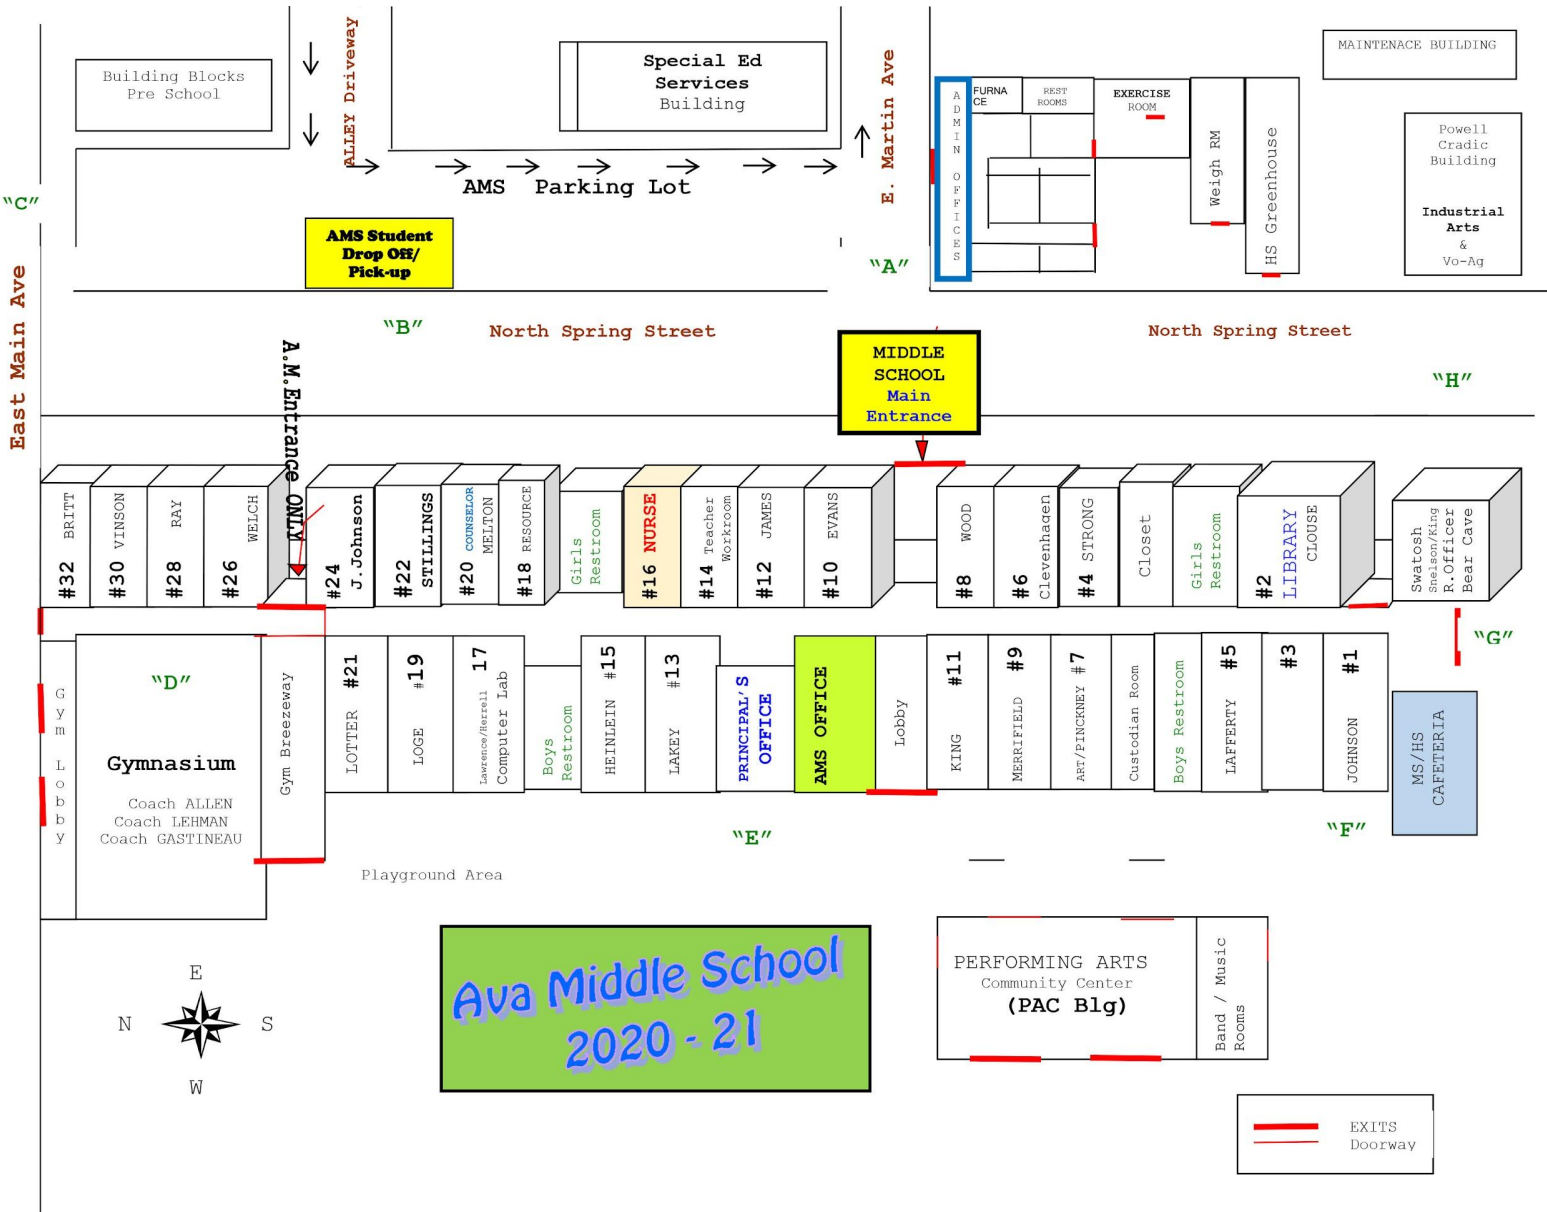 Building Blocks
Pre School
ALLEY Driveway
Special Ed
Services
Building
E. Martin Ave
ADMIN OFFICES
FURNA
CE
REST
ROOMS
EXERCISE
ROOM
Weigh RM
HS Greenhouse
MAINTENACE BUILDING
Powell
Cradic
Building
Industrial
Arts
&
Vo-Ag
AMS Parking Lot
"C"
AMS Student
Drop Off/
Pick-up
"A"
East Main Ave
"B"
North Spring Street
North Spring Street
MIDDLE
SCHOOL
Main
Entrance
"H"
A.M.Entrance ONLY
#32 BRITT
#30 VINSON
#28 RAY
#26 WELCH
#24
J.Johnson
#22
STILLINGS
#20 COUNSELOR
MELTON
#18 RESOURCE
Girls
Restroom
#16 NURSE
#14 Teacher
Workroom
#12 JAMES
#10 EVANS
#8 WOOD
#6
Clevenhagen
#4 STRONG
Closet
Girls
Restroom
#2
LIBRARY
CLOUSE
Swatosh
Snelson/King
R.Officer
Bear Cave
"G"
Gym Lobby
"D"
Gymnasium
Coach ALLEN
Coach LEHMAN
Coach GASTINEAU
Gym Breezeway
LOTTER #21
LOGE #19
Lawrence/Herrell 17
Computer Lab
Boys
Restroom
HEINLEIN #15
LAKEY #13
PRINCIPAL'S
OFFICE
AMS OFFICE
Lobby
KING #11
MERRIFIELD #9
ART/PINCKNEY #7
Custodian Room
Boys Restroom
LAFFERTY #5
#3
JOHNSON #1
MS/HS
CAFETERIA
"E"
"F"
Playground Area
Ava Middle School
2020 - 21
N
E
S
W
PERFORMING ARTS
Community Center
(PAC Blg)
Band / Music
Rooms
EXITS
Doorway